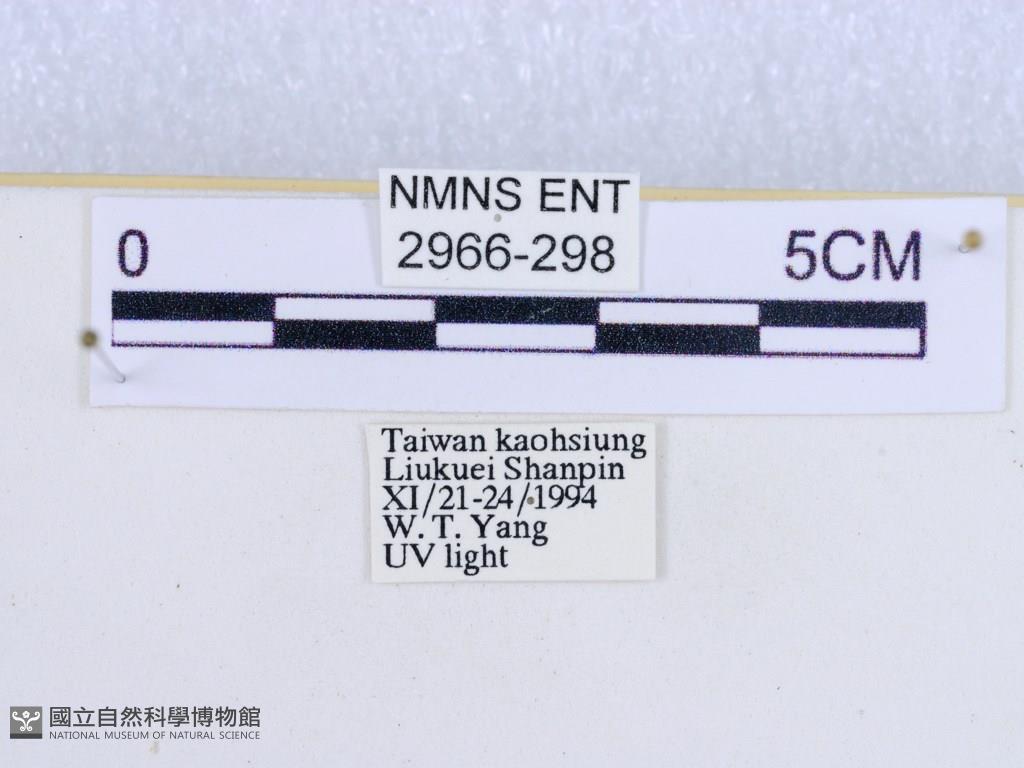 NMNS ENT
2966-298
0 5CM
Taiwan kaohsiung
Liukuei Shanpin
XI/21-24/1994
W. T. Yang
UV light
國立自然科學博物館
NATIONAL MUSEUM OF NATURAL SCIENCE